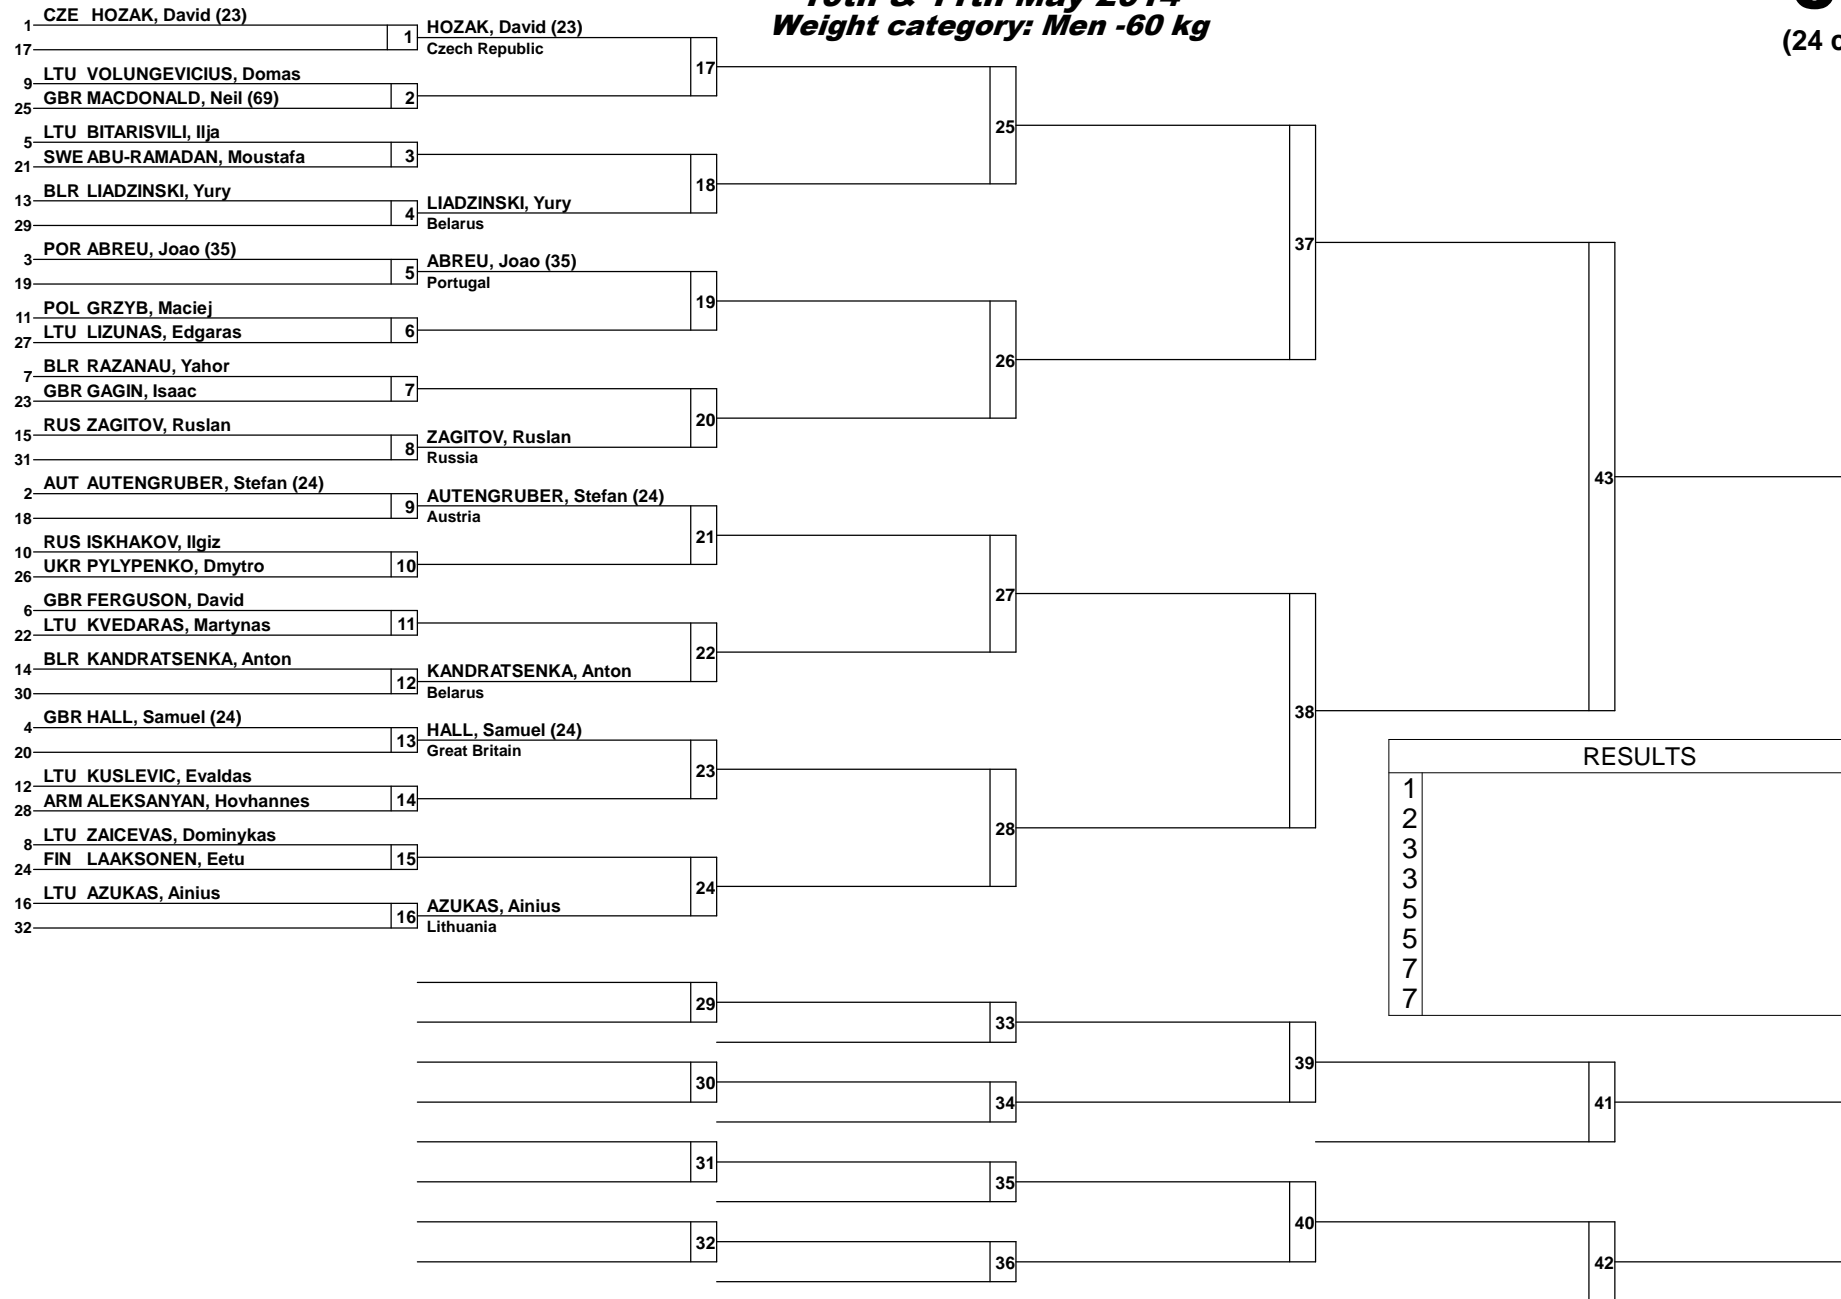 10th & 11th May 2014
Weight category: Men -60 kg
(24 c
1 CZE HOZAK, David (23)
17
1
HOZAK, David (23)
Czech Republic
17
9 LTU VOLUNGEVICIUS, Domas
25 GBR MACDONALD, Neil (69)
2
25
5 LTU BITARISVILI, Ilja
21 SWE ABU-RAMADAN, Moustafa
3
18
13 BLR LIADZINSKI, Yury
29
4
LIADZINSKI, Yury
Belarus
37
3 POR ABREU, Joao (35)
19
5
ABREU, Joao (35)
Portugal
19
11 POL GRZYB, Maciej
27 LTU LIZUNAS, Edgaras
6
26
7 BLR RAZANAU, Yahor
23 GBR GAGIN, Isaac
7
20
15 RUS ZAGITOV, Ruslan
31
8
ZAGITOV, Ruslan
Russia
43
2 AUT AUTENGRUBER, Stefan (24)
18
9
AUTENGRUBER, Stefan (24)
Austria
21
10 RUS ISKHAKOV, Ilgiz
26 UKR PYLYPENKO, Dmytro
10
27
6 GBR FERGUSON, David
22 LTU KVEDARAS, Martynas
11
22
14 BLR KANDRATSENKA, Anton
30
12
KANDRATSENKA, Anton
Belarus
38
4 GBR HALL, Samuel (24)
20
13
HALL, Samuel (24)
Great Britain
23
12 LTU KUSLEVIC, Evaldas
28 ARM ALEKSANYAN, Hovhannes
14
28
8 LTU ZAICEVAS, Dominykas
24 FIN LAAKSONEN, Eetu
15
24
16 LTU AZUKAS, Ainius
32
16
AZUKAS, Ainius
Lithuania
RESULTS
1
2
3
3
5
5
7
7
29
33
30
39
34
41
31
35
32
40
36
42